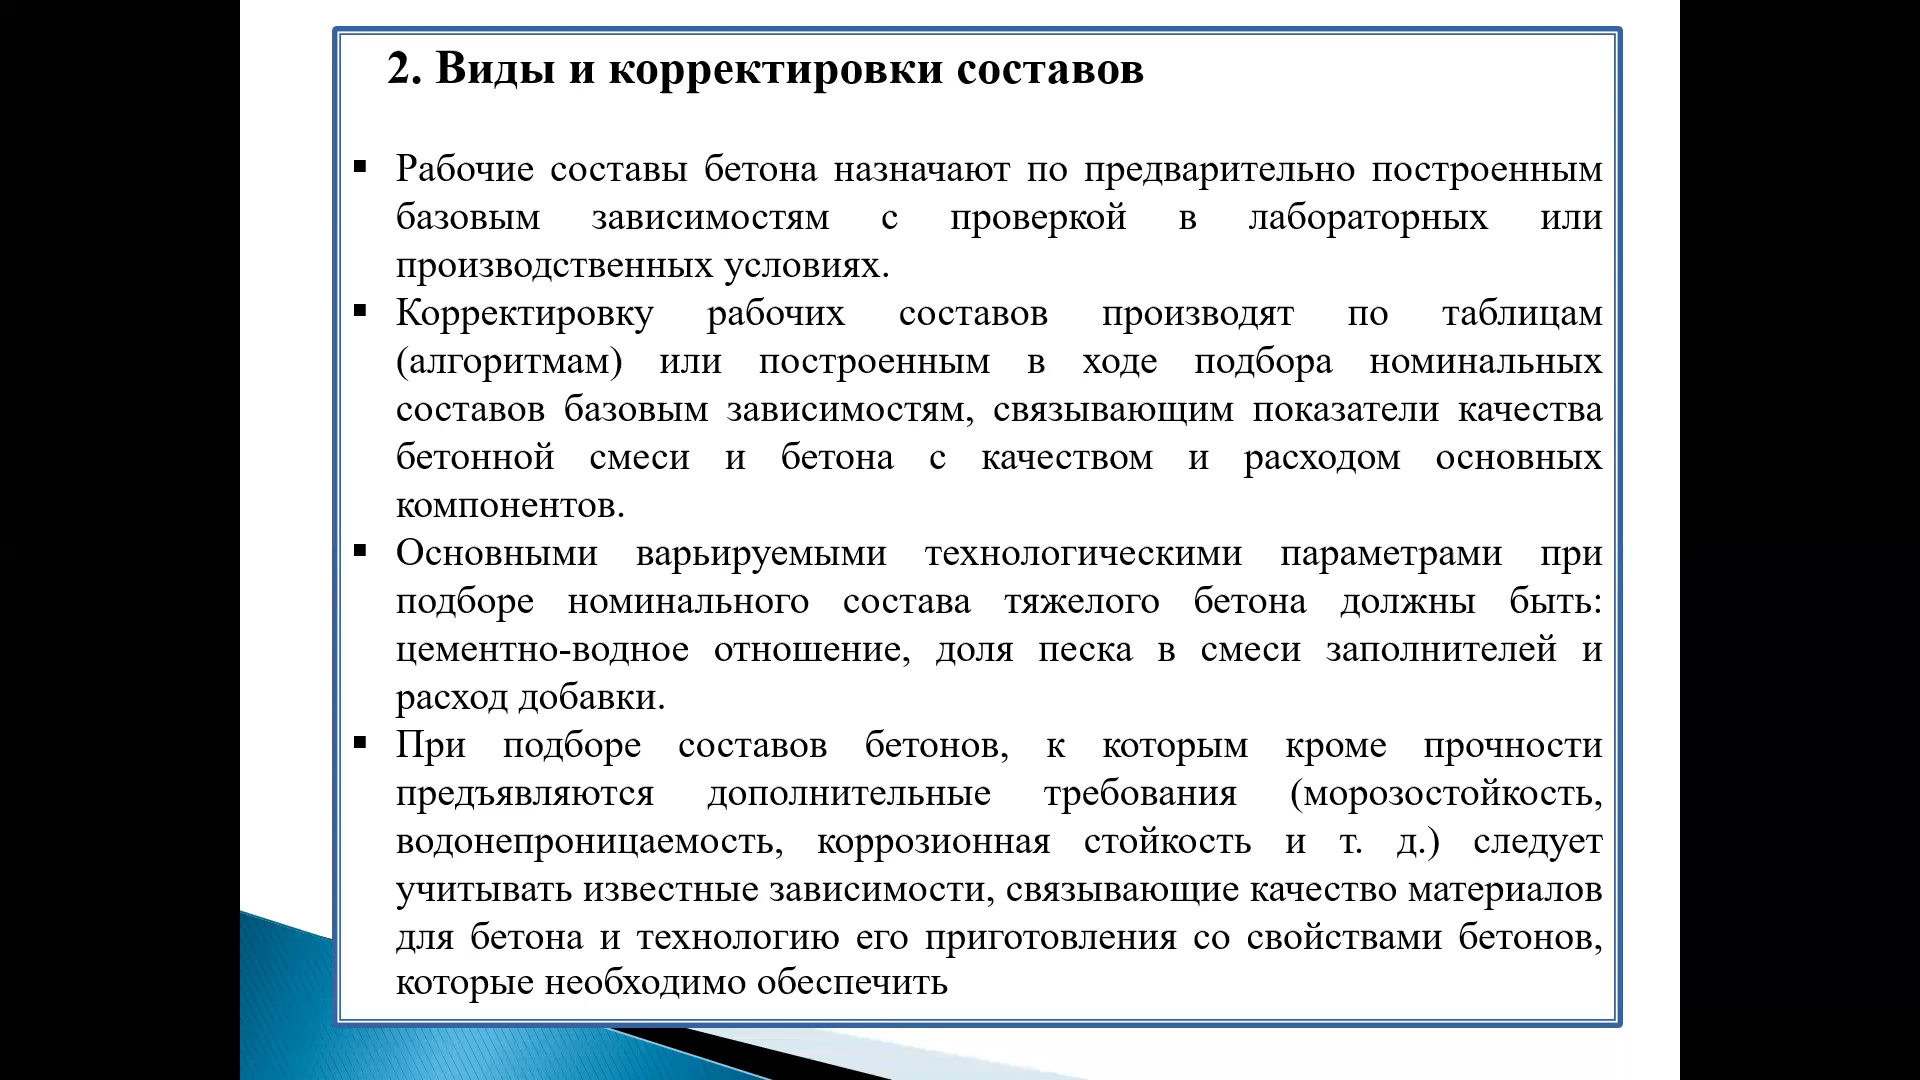 2. Виды и корректировки составов
▪ Рабочие составы бетона назначают по предварительно построенным
базовым зависимостям с проверкой в лабораторных или
производственных условиях.
▪ Корректировку рабочих составов производят по таблицам
(алгоритмам) или построенным в ходе подбора номинальных
составов базовым зависимостям, связывающим показатели качества
бетонной смеси и бетона с качеством и расходом основных
компонентов.
▪ Основными варьируемыми технологическими параметрами при
подборе номинального состава тяжелого бетона должны быть:
цементно-водное отношение, доля песка в смеси заполнителей и
расход добавки.
▪ При подборе составов бетонов, к которым кроме прочности
предъявляются дополнительные требования (морозостойкость,
водонепроницаемость, коррозионная стойкость и т. д.) следует
учитывать известные зависимости, связывающие качество материалов
для бетона и технологию его приготовления со свойствами бетонов,
которые необходимо обеспечить